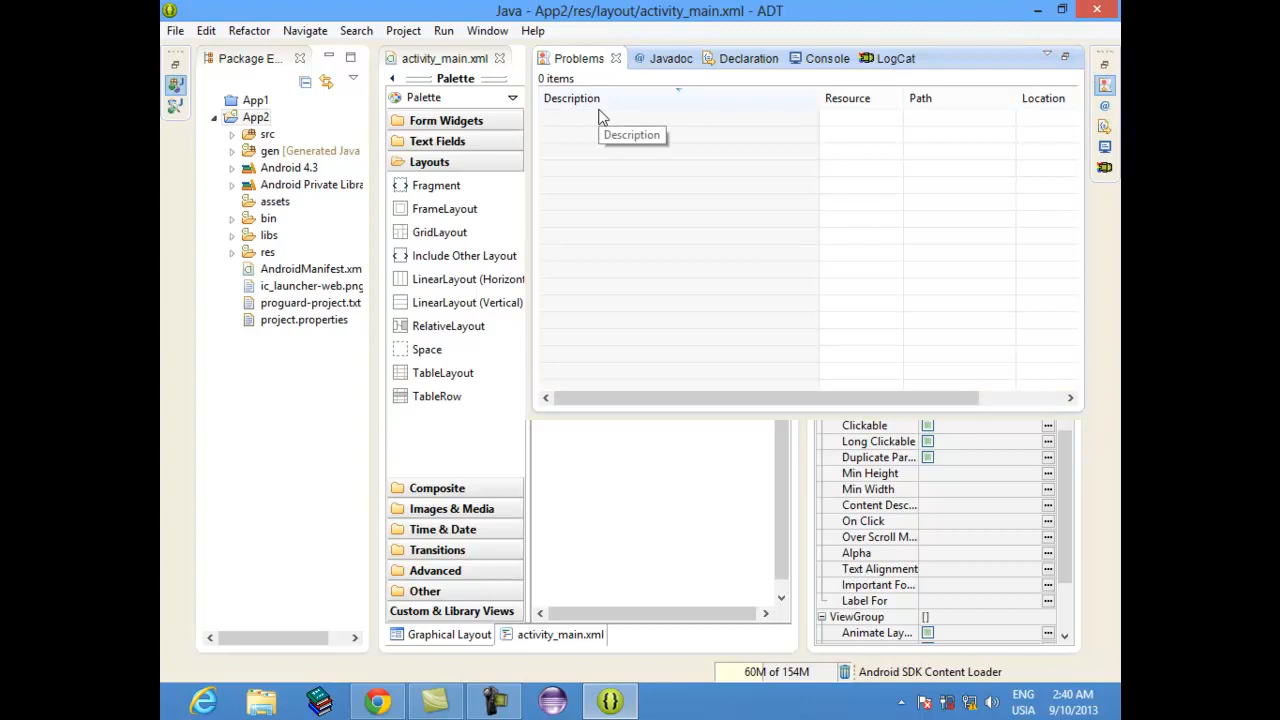 Java - App2/res/layout/activity_main.xml - ADT
File Edit Refactor Navigate Search Project Run Window Help
Package E...
App1
App2
src
gen [Generated Java
Android 4.3
Android Private Libra
assets
bin
libs
res
AndroidManifest.xm
ic_launcher-web.png
proguard-project.txt
project.properties
activity_main.xml
Palette
Palette
Form Widgets
Text Fields
Layouts
Fragment
FrameLayout
GridLayout
Include Other Layout
LinearLayout (Horizont
LinearLayout (Vertical)
RelativeLayout
Space
TableLayout
TableRow
Composite
Images & Media
Time & Date
Transitions
Advanced
Other
Custom & Library Views
Graphical Layout activity_main.xml
Problems @ Javadoc Declaration Console LogCat
0 items
Description Resource Path Location
Description
Clickable
Long Clickable
Duplicate Par...
Min Height
Min Width
Content Desc...
On Click
Over Scroll M...
Alpha
Text Alignment
Important Fo...
Label For
ViewGroup []
Animate Lay...
60M of 154M Android SDK Content Loader
ENG 2:40 AM
USIA 9/10/2013